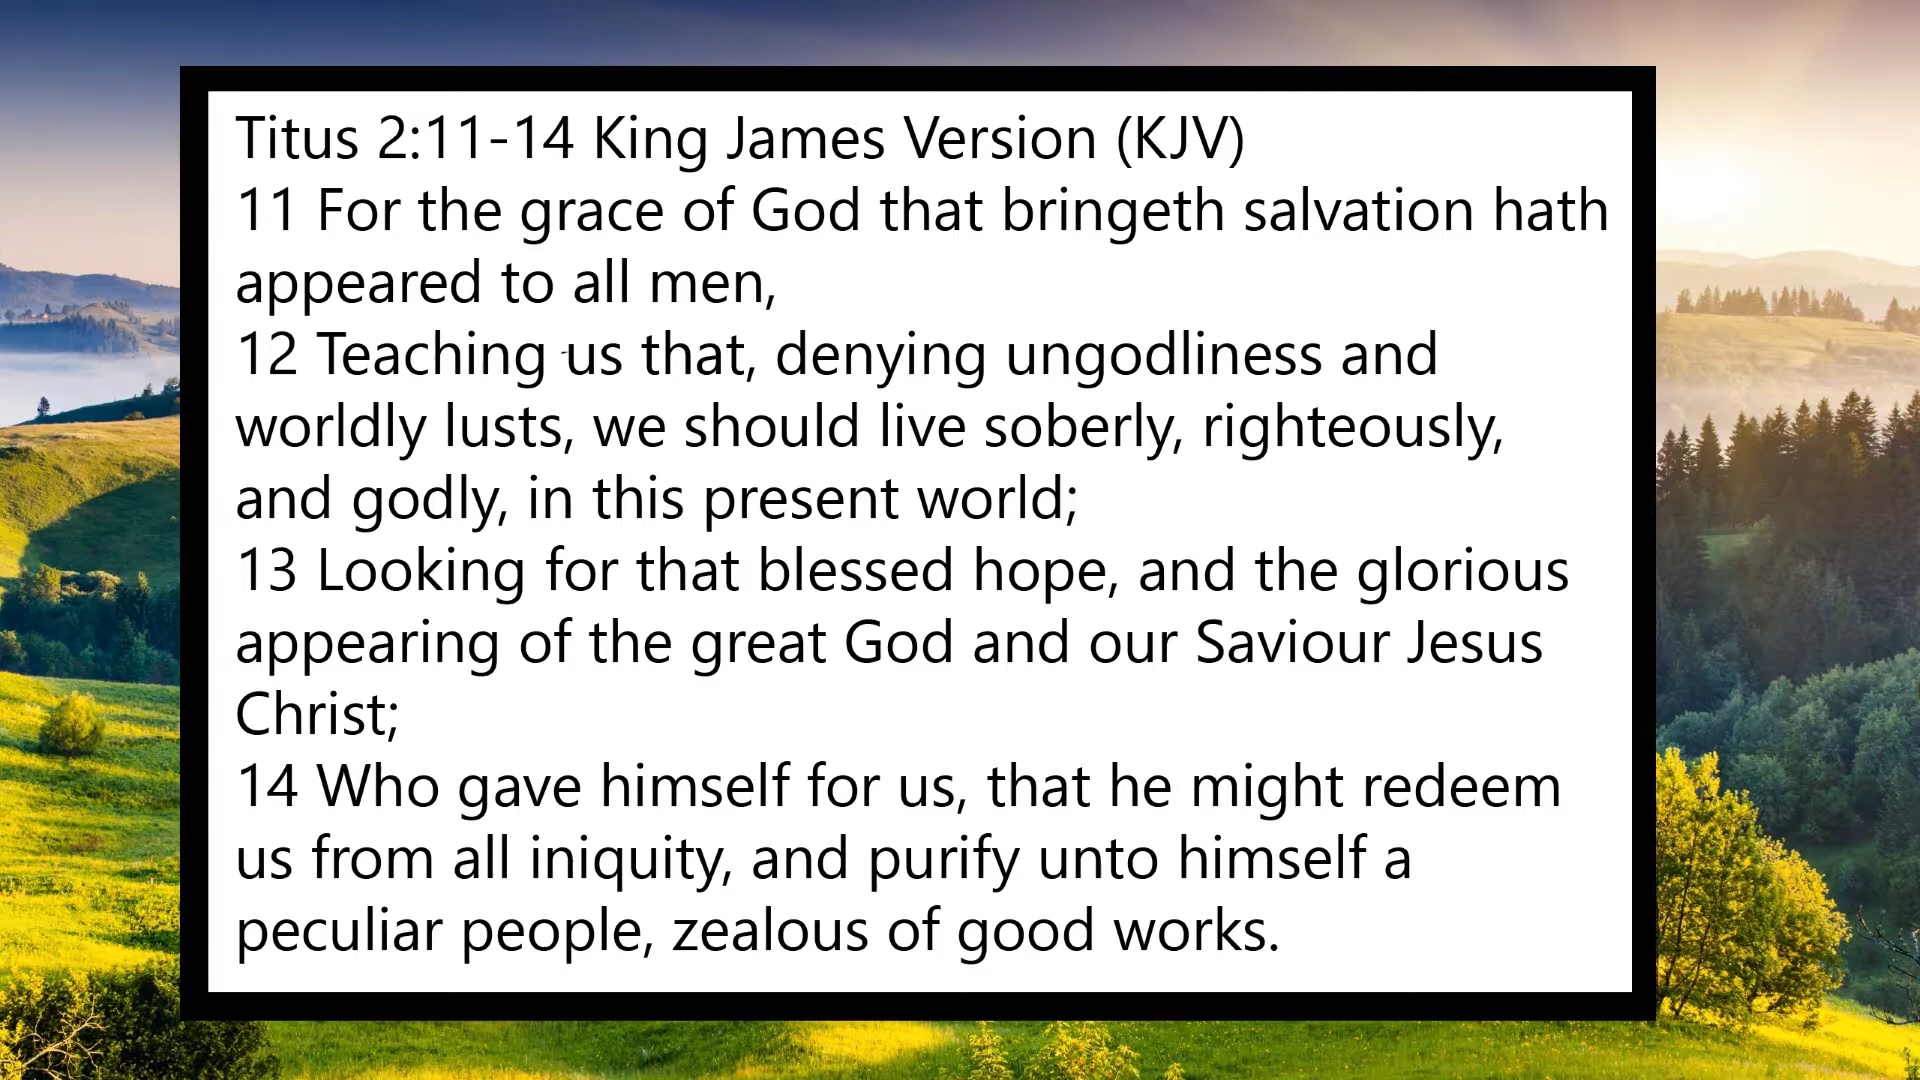 Titus 2:11-14 King James Version (KJV)
11 For the grace of God that bringeth salvation hath
appeared to all men,
12 Teaching us that, denying ungodliness and
worldly lusts, we should live soberly, righteously,
and godly, in this present world;
13 Looking for that blessed hope, and the glorious
appearing of the great God and our Saviour Jesus
Christ;
14 Who gave himself for us, that he might redeem
us from all iniquity, and purify unto himself a
peculiar people, zealous of good works.